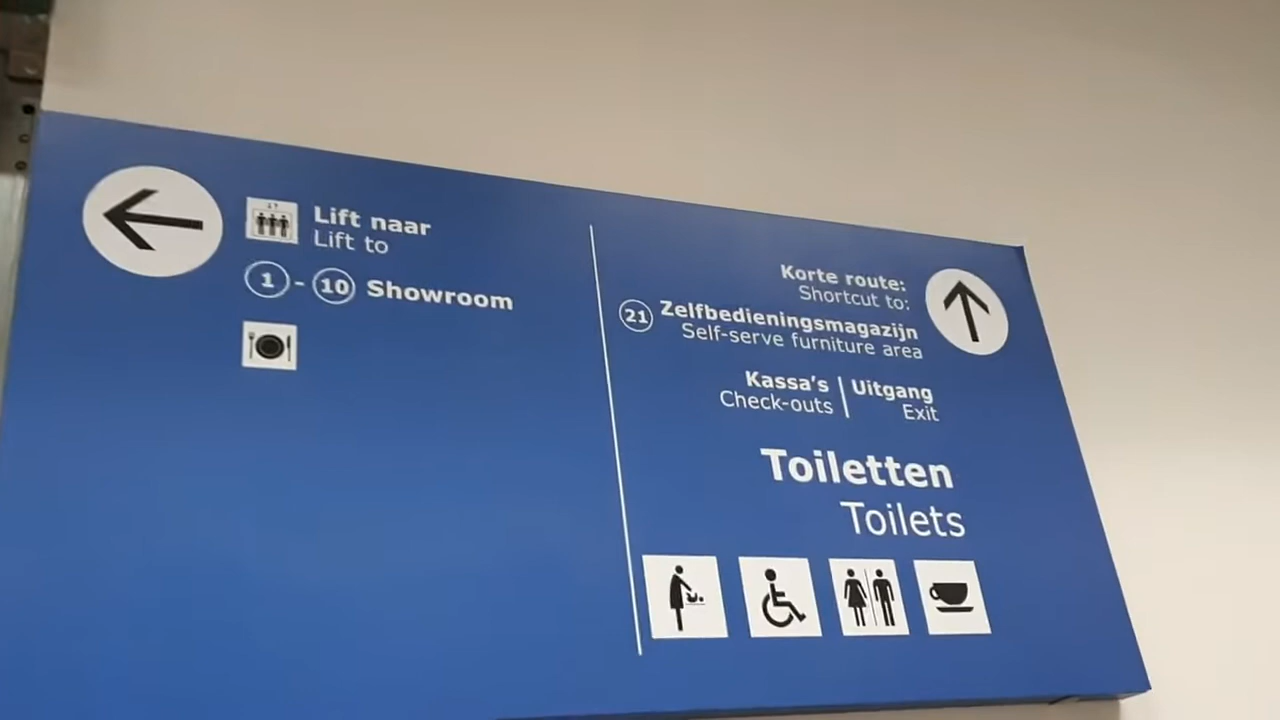 Lift naar
Lift to
1 - 10 Showroom
Korte route:
Shortcut to:
21 Zelfbedieningsmagazijn
Self-serve furniture area
Kassa's | Uitgang
Check-outs | Exit
Toiletten
Toilets